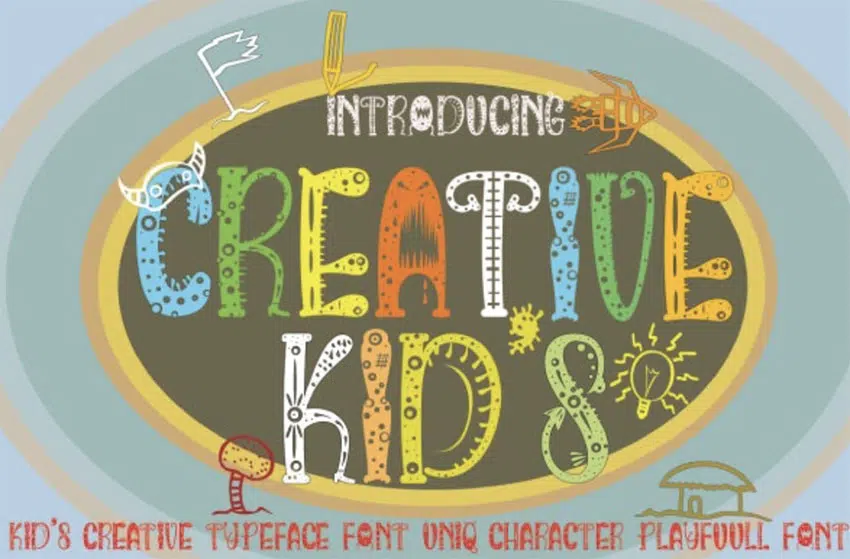 INTRODUCING
CREATIVE
KID'S
KID'S CREATIVE TYPEFACE FONT UNIQ CHARACTER PLAYFUULL FONT